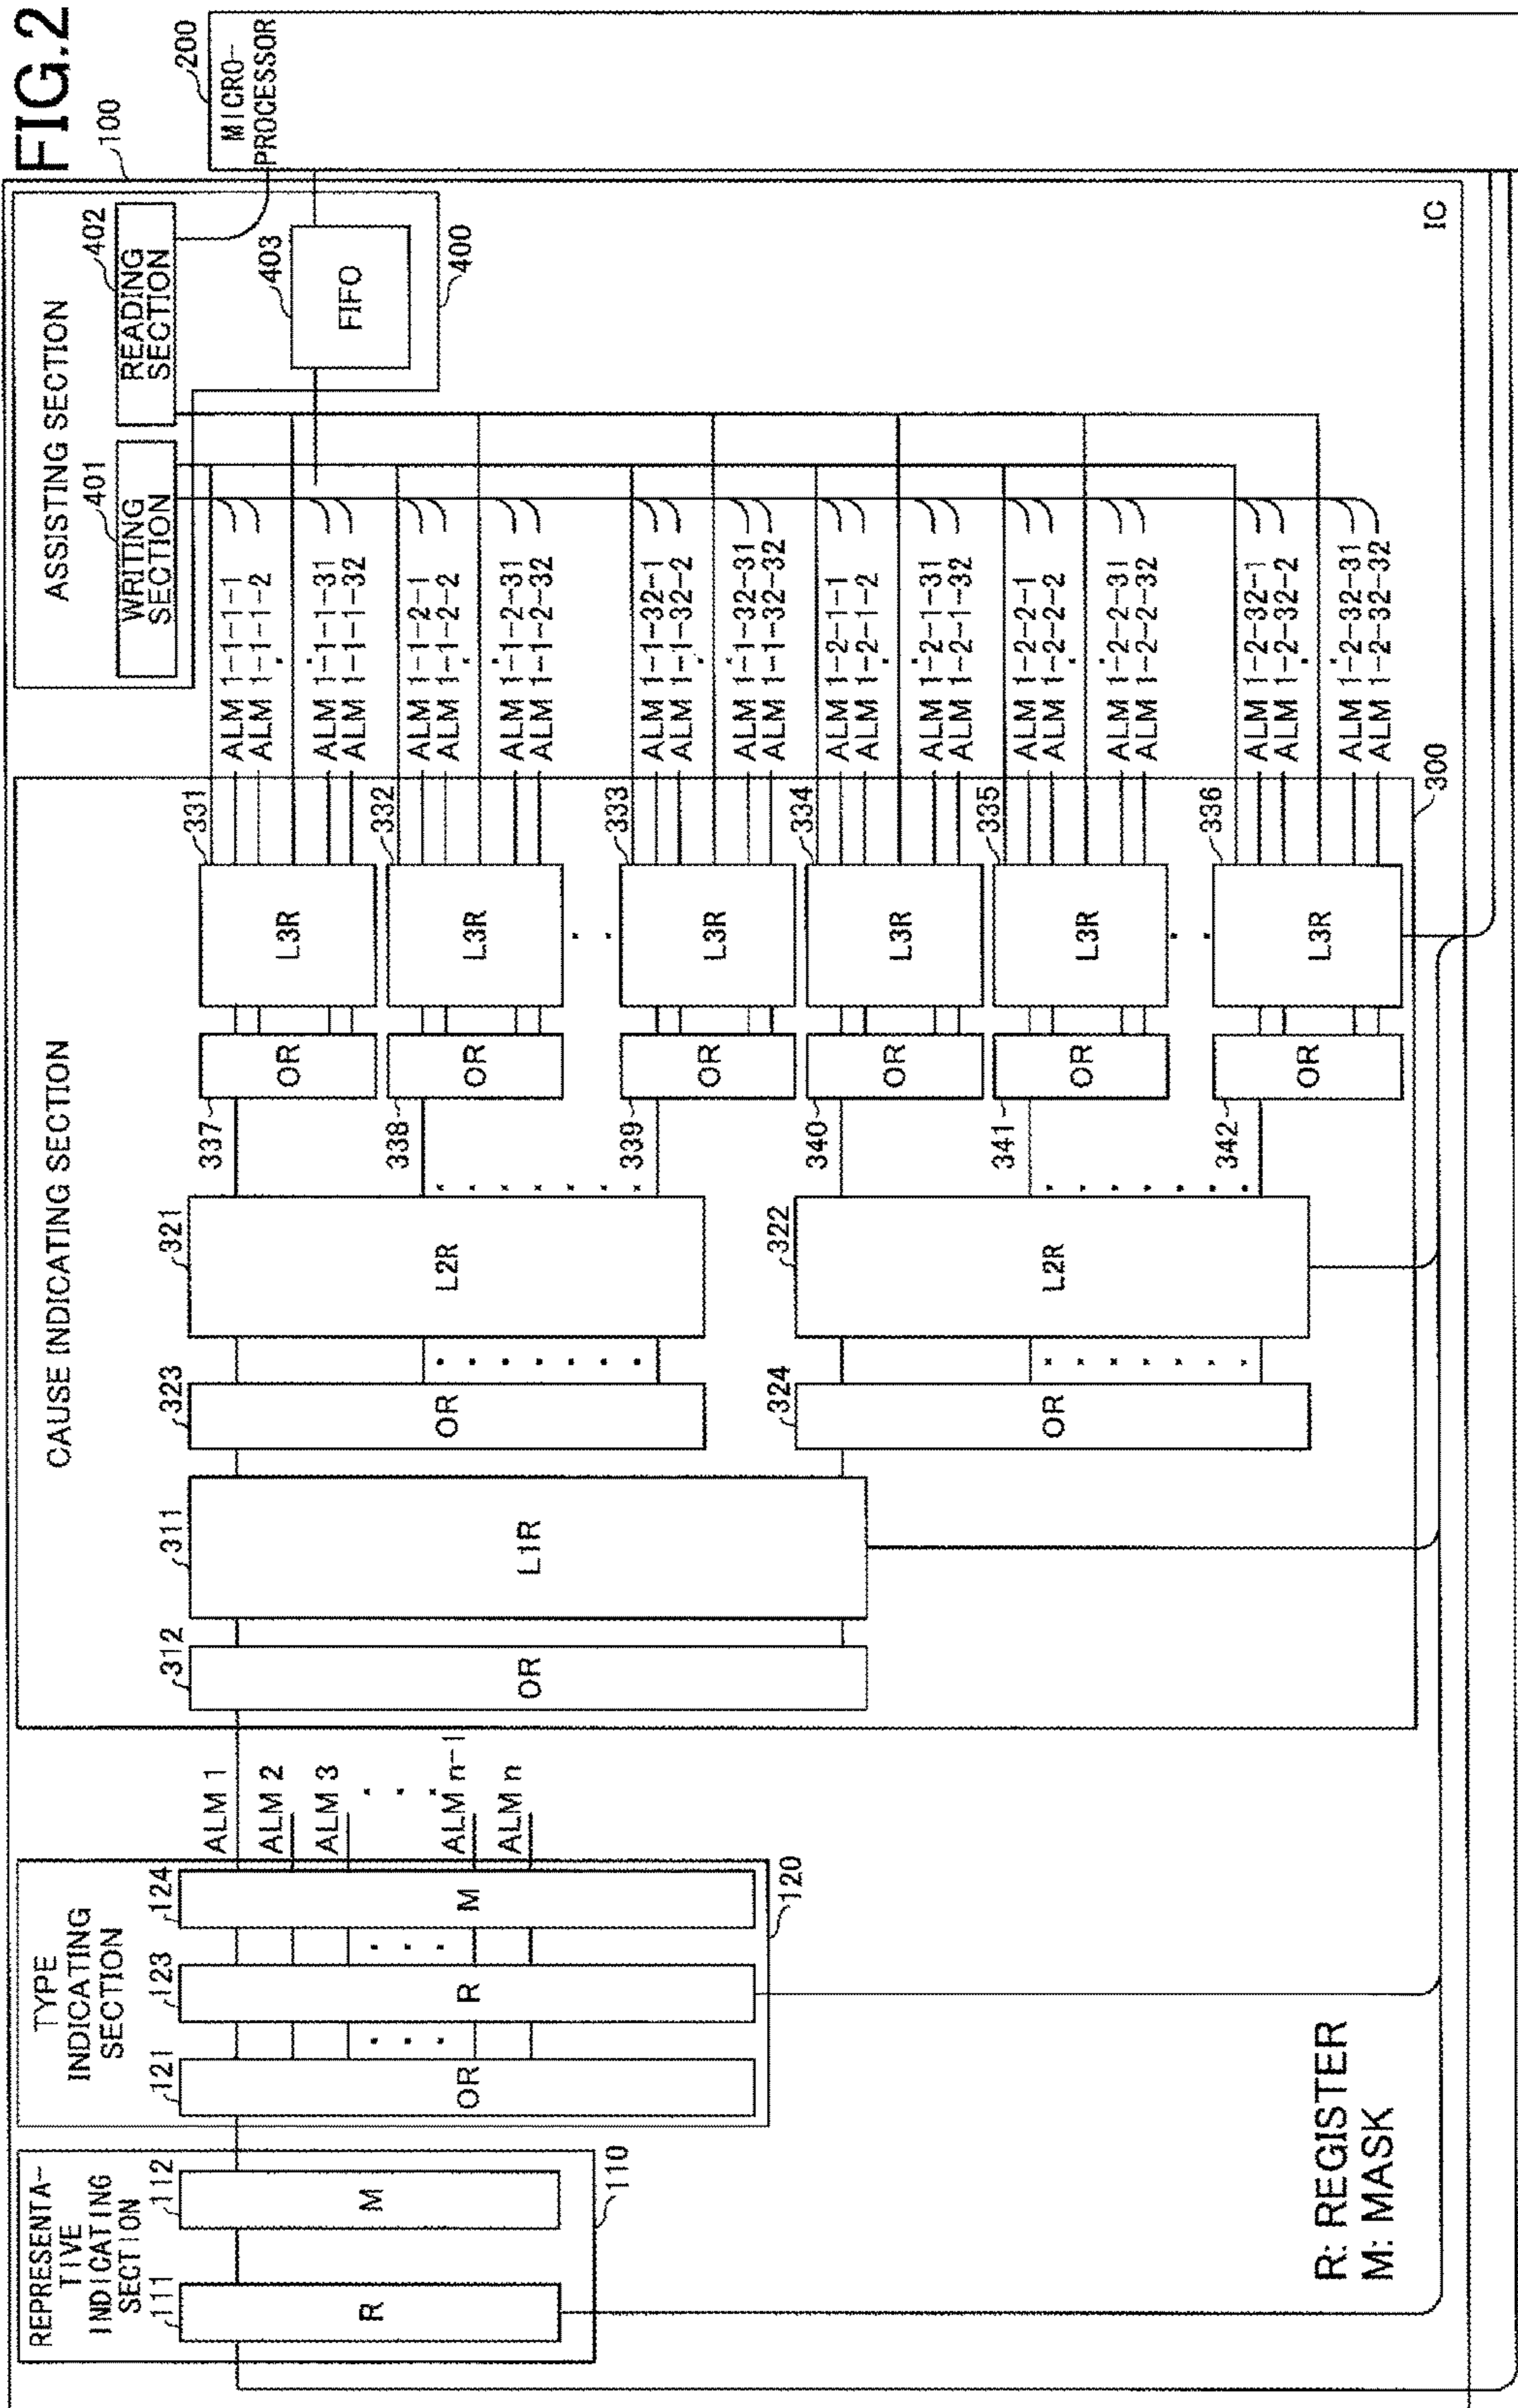 FIG.2
REPRESENTA-
TIVE
INDICATING
SECTION
111
R
112
M
110
TYPE
INDICATING
SECTION
121
OR
123
R
124
M
120
ALM 1
ALM 2
ALM 3
ALM n-1
ALM n
CAUSE INDICATING SECTION
312
OR
311
L1R
323
OR
321
L2R
324
OR
322
L2R
337
OR
331
L3R
338
OR
332
L3R
339
OR
333
L3R
340
OR
334
L3R
341
OR
335
L3R
342
OR
336
L3R
300
ALM 1-1-1-1
ALM 1-1-1-2
ALM 1-1-1-31
ALM 1-1-1-32
ALM 1-1-2-1
ALM 1-1-2-2
ALM 1-1-2-31
ALM 1-1-2-32
ALM 1-1-32-1
ALM 1-1-32-2
ALM 1-1-32-31
ALM 1-1-32-32
ALM 1-2-1-1
ALM 1-2-1-2
ALM 1-2-1-31
ALM 1-2-1-32
ALM 1-2-2-1
ALM 1-2-2-2
ALM 1-2-2-31
ALM 1-2-2-32
ALM 1-2-32-1
ALM 1-2-32-2
ALM 1-2-32-31
ALM 1-2-32-32
ASSISTING SECTION
401
WRITING
SECTION
402
READING
SECTION
403
FIFO
400
100
IC
200
MICRO-
PROCESSOR
R: REGISTER
M: MASK